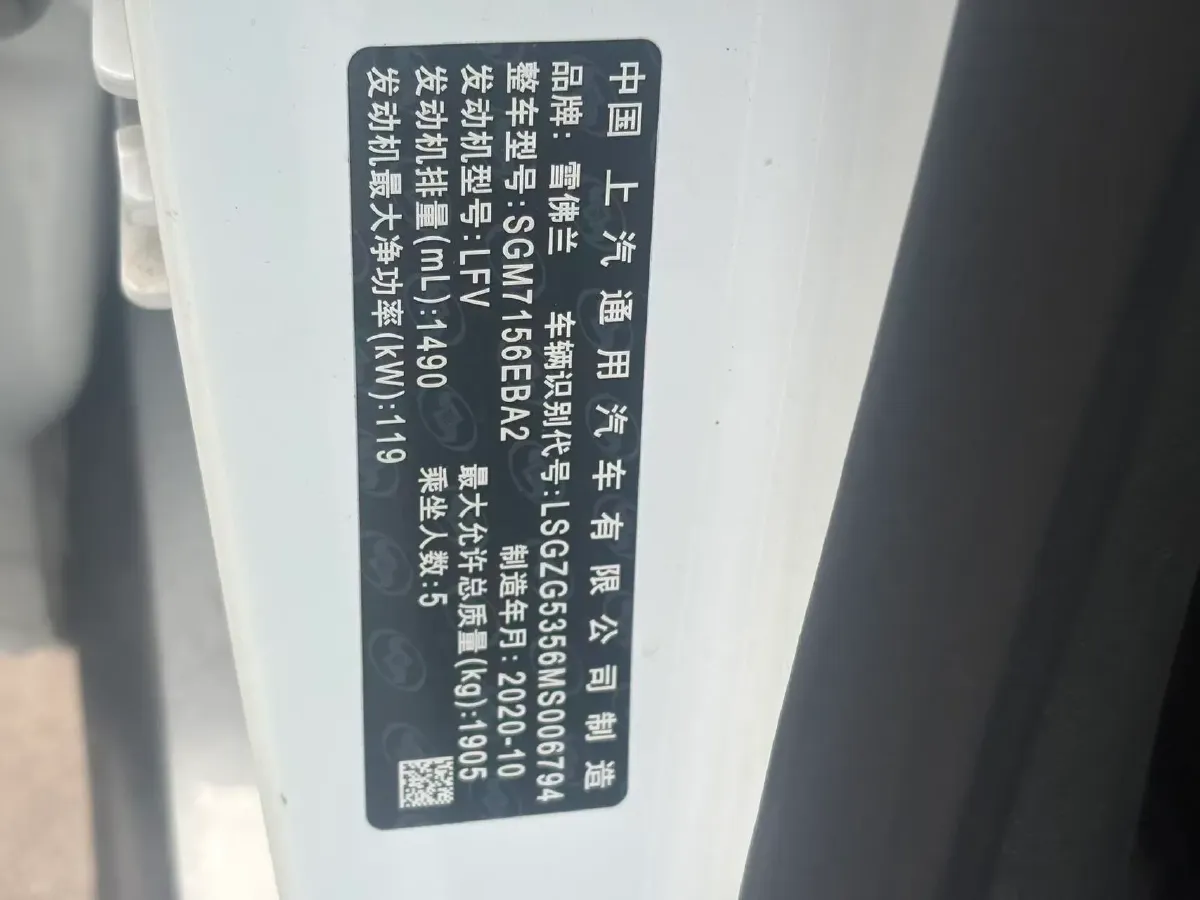 中国 上汽通用汽车有限公司制造
品牌: 雪佛兰 车辆识别代号:LSGZG5356MS006794
整车型号:SGM7156EBA2 制造年月:2020-10
发动机型号:LFV 最大允许总质量(kg):1905
发动机排量(mL):1490 乘坐人数:5
发动机最大净功率(kW):119